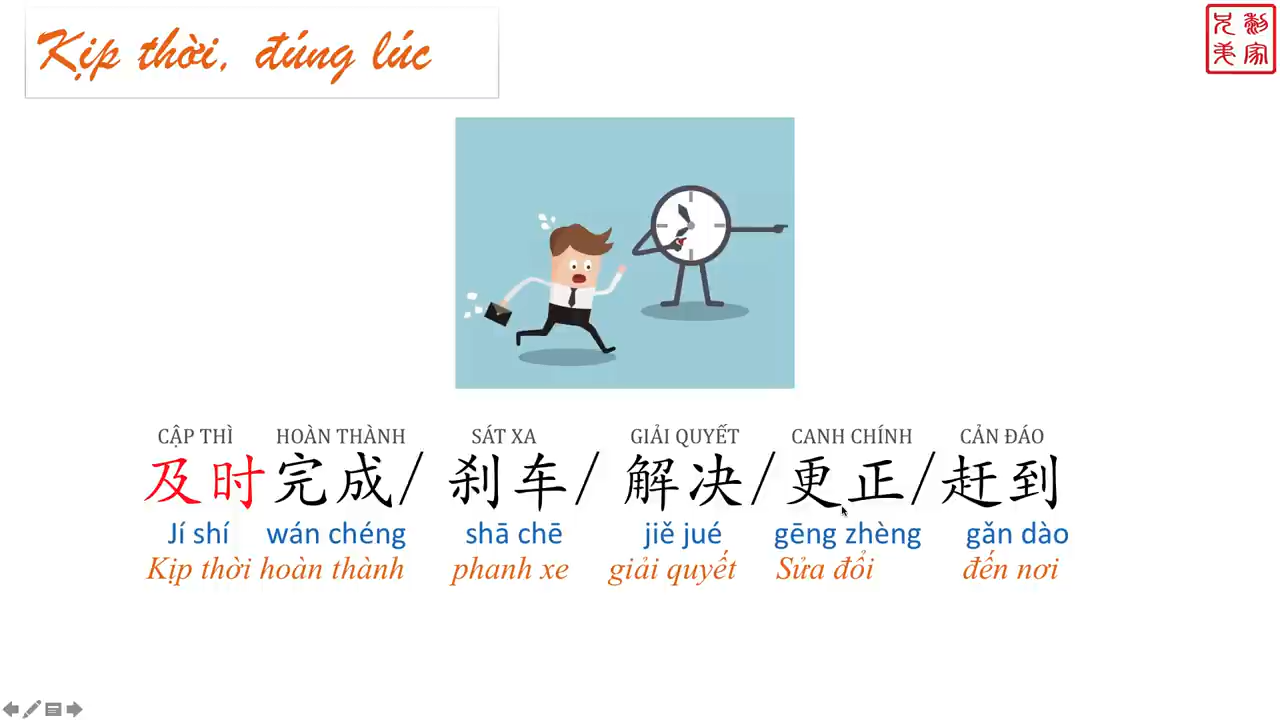 Kịp thời, đúng lúc
CẬP THÌ HOÀN THÀNH SÁT XA GIẢI QUYẾT CANH CHÍNH CẢN ĐÁO
及时完成/ 刹车/ 解决/更正/赶到
Jí shí wán chéng shā chē jiě jué gēng zhèng gǎn dào
Kịp thời hoàn thành phanh xe giải quyết Sửa đổi đến nơi